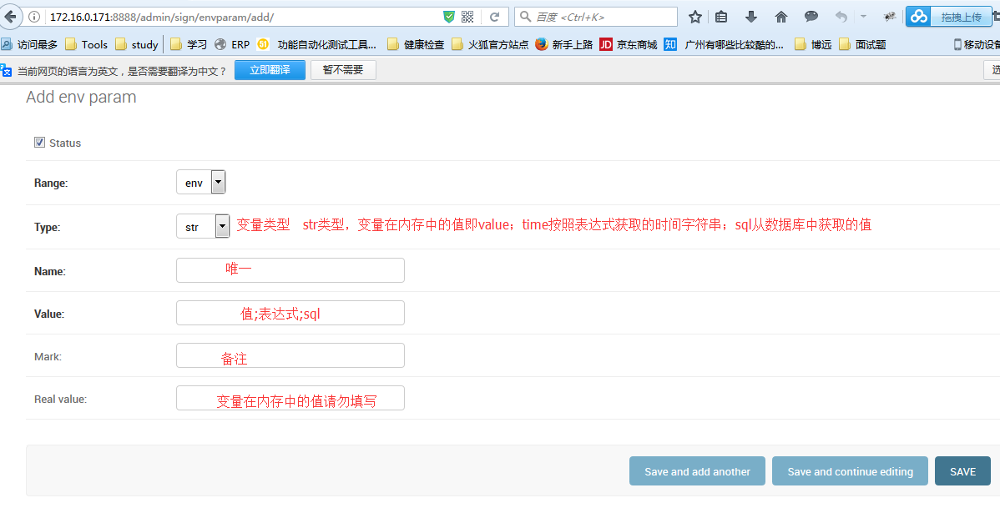 172.16.0.171:8888/admin/sign/envparam/add/
百度 <Ctrl+K>
拖拽上传
访问最多 Tools study 学习 ERP 51 功能自动化测试工具... 健康检查 火狐官方站点 新手上路 JD 京东商城 知 广州有哪些比较酷的... 博远 面试题 移动设备
当前网页的语言为英文，是否需要翻译为中文？ 立即翻译 暂不需要
Add env param
Status
Range: env
Type: str 变量类型 str类型，变量在内存中的值即value；time按照表达式获取的时间字符串；sql从数据库中获取的值
Name: 唯一
Value: 值;表达式;sql
Mark: 备注
Real value: 变量在内存中的值请勿填写
Save and add another Save and continue editing SAVE